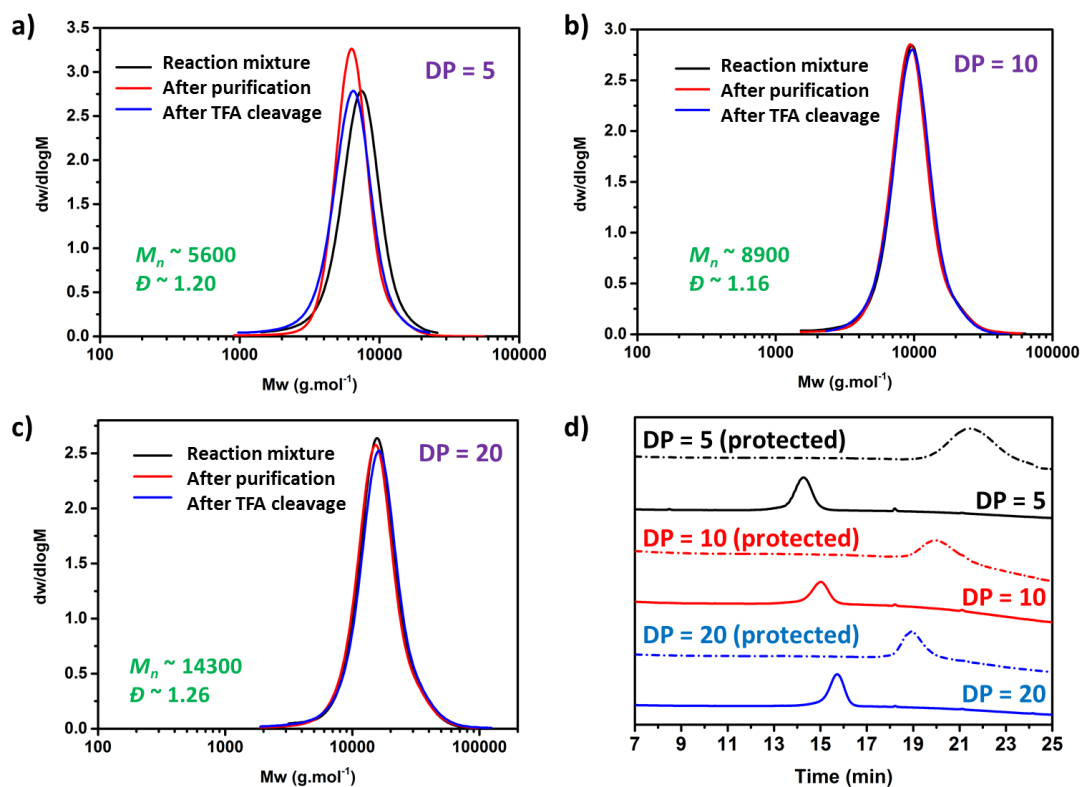 a)
Reaction mixture
After purification
After TFA cleavage
DP = 5
Mn ~ 5600
Đ ~ 1.20
dw/dlogM
3.5
3.0
2.5
2.0
1.5
1.0
0.5
0.0
100
1000
10000
100000
Mw (g.mol-1)
b)
Reaction mixture
After purification
After TFA cleavage
DP = 10
Mn ~ 8900
Đ ~ 1.16
dw/dlogM
3.0
2.5
2.0
1.5
1.0
0.5
0.0
100
1000
10000
100000
Mw (g.mol-1)
c)
Reaction mixture
After purification
After TFA cleavage
DP = 20
Mn ~ 14300
Đ ~ 1.26
dw/dlogM
2.5
2.0
1.5
1.0
0.5
0.0
100
1000
10000
100000
Mw (g.mol-1)
d)
DP = 5 (protected)
DP = 5
DP = 10 (protected)
DP = 10
DP = 20 (protected)
DP = 20
7 9 11 13 15 17 19 21 23 25
Time (min)